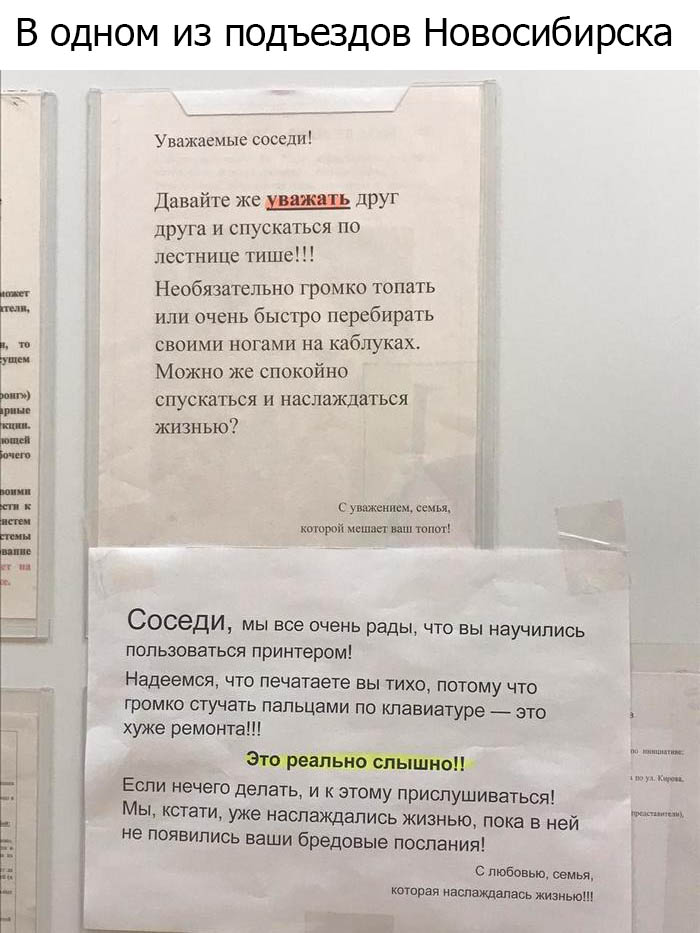 В одном из подъездов Новосибирска
Уважаемые соседи!
Давайте же уважать друг
друга и спускаться по
лестнице тише!!!
Необязательно громко топать
или очень быстро перебирать
своими ногами на каблуках.
Можно же спокойно
спускаться и наслаждаться
жизнью?
С уважением, семья,
которой мешает ваш топот!
Соседи, мы все очень рады, что вы научились
пользоваться принтером!
Надеемся, что печатаете вы тихо, потому что
громко стучать пальцами по клавиатуре — это
хуже ремонта!!!
Это реально слышно!!
Если нечего делать, и к этому прислушиваться!
Мы, кстати, уже наслаждались жизнью, пока в ней
не появились ваши бредовые послания!
С любовью, семья,
которая наслаждалась жизнью!!!
по ул. Кирова,